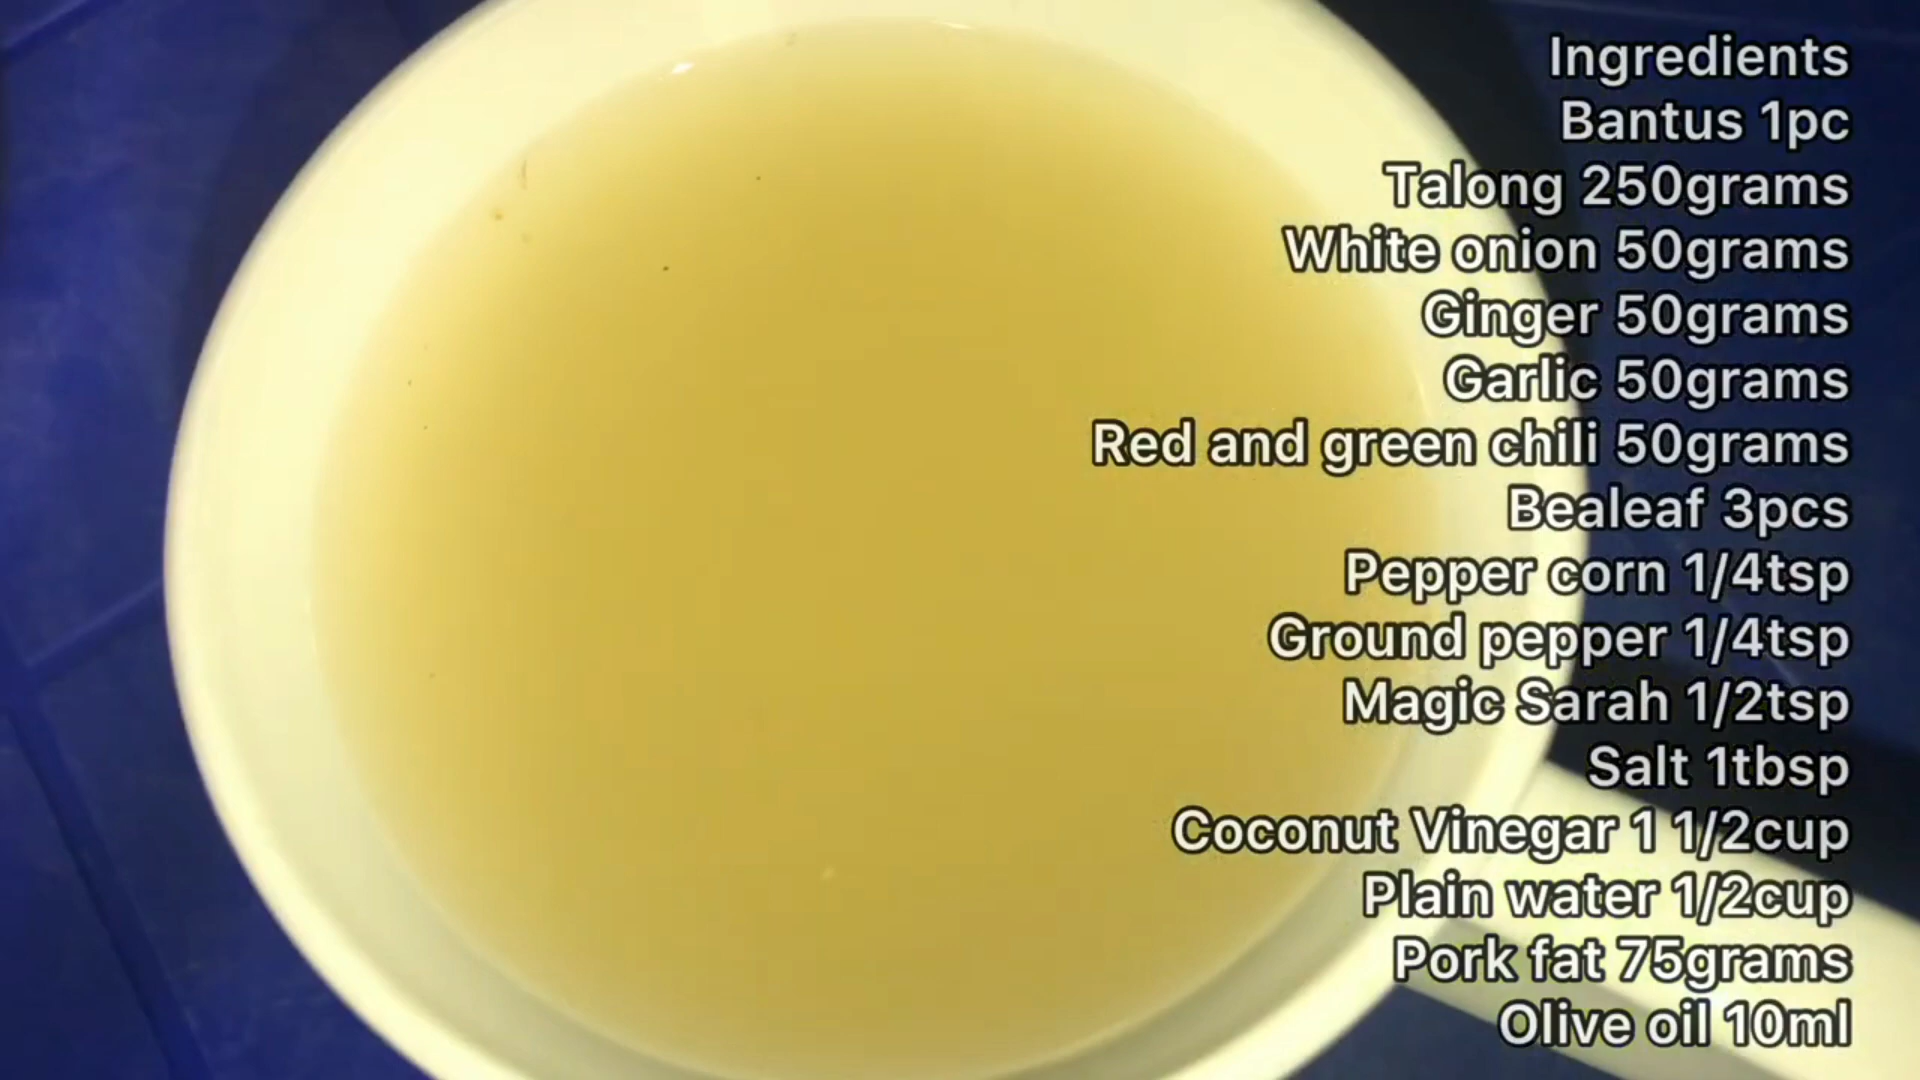 Ingredients
Bantus 1pc
Talong 250grams
White onion 50grams
Ginger 50grams
Garlic 50grams
Red and green chili 50grams
Bealeaf 3pcs
Pepper corn 1/4tsp
Ground pepper 1/4tsp
Magic Sarah 1/2tsp
Salt 1tbsp
Coconut Vinegar 1 1/2cup
Plain water 1/2cup
Pork fat 75grams
Olive oil 10ml